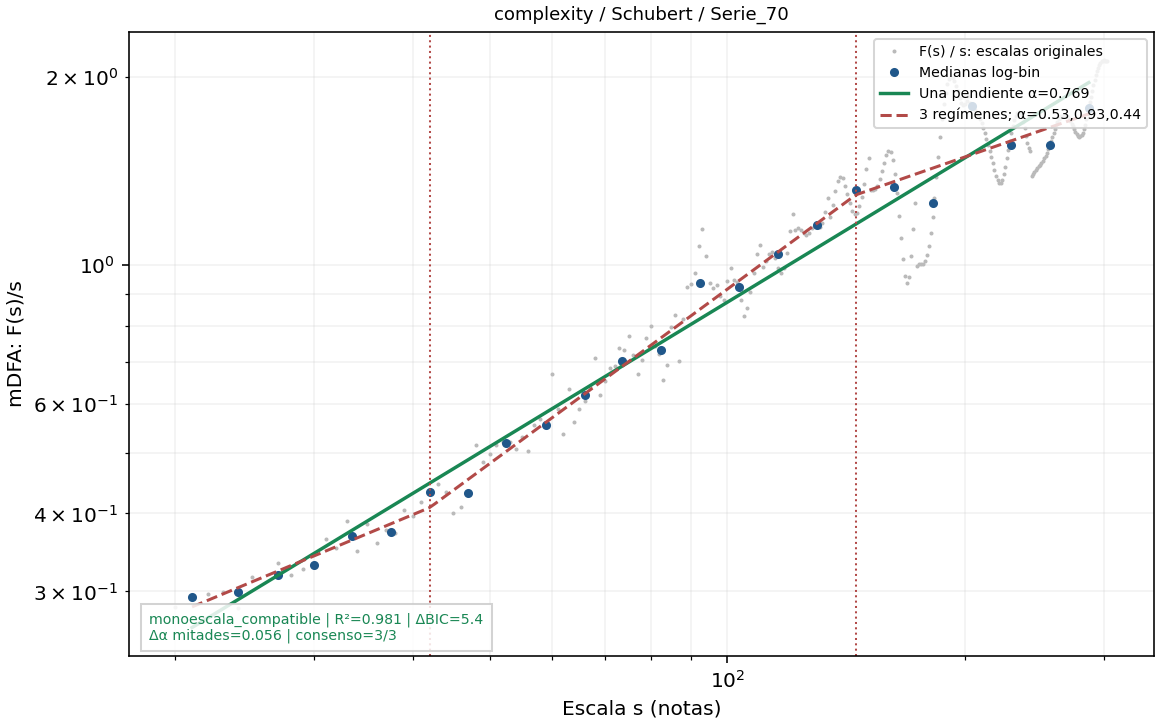 complexity / Schubert / Serie_70
F(s) / s: escalas originales
Medianas log-bin
Una pendiente α=0.769
3 regímenes; α=0.53,0.93,0.44
2 × 10⁰
10⁰
6 × 10⁻¹
4 × 10⁻¹
3 × 10⁻¹
mDFA: F(s)/s
monoescala_compatible | R²=0.981 | ΔBIC=5.4
Δα mitades=0.056 | consenso=3/3
10²
Escala s (notas)